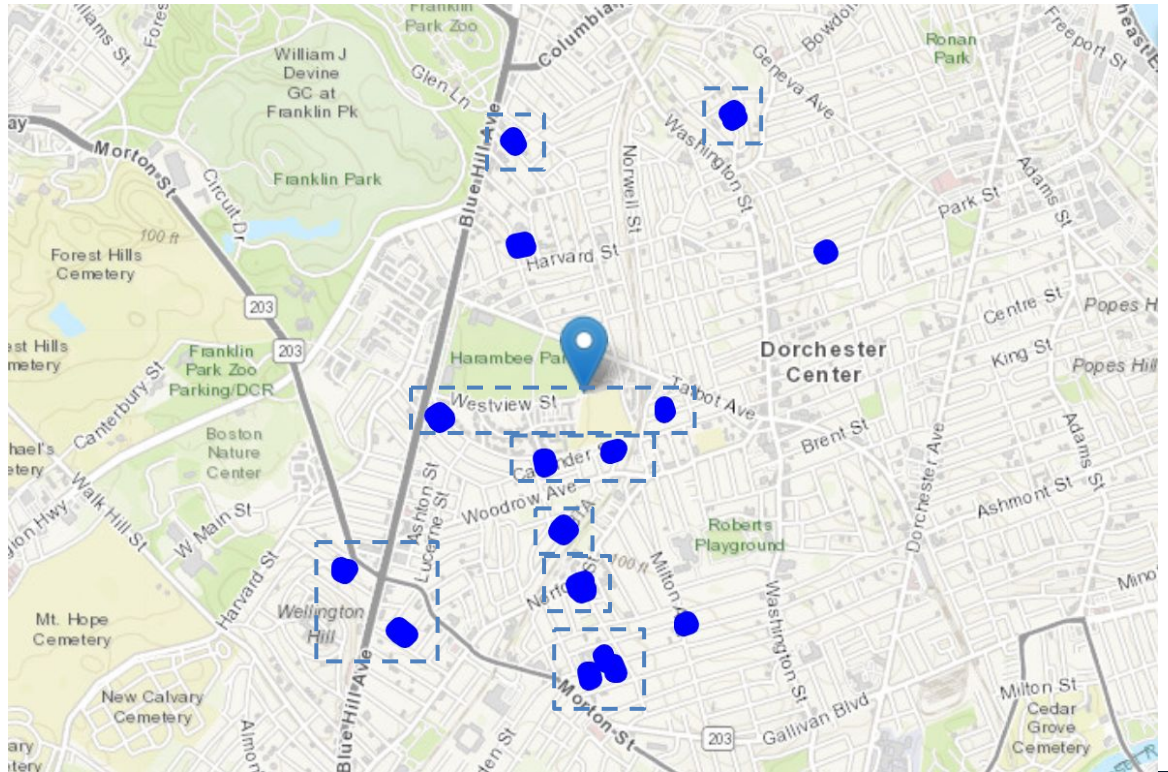 Franklin
Park Zoo
Columbia
Bowdoin
Ronan
Park
Freeport St
William J
Devine
GC at
Franklin Pk
Glen Ln
Geneva Ave
Washington St
Morton St
Blue Hill Ave
Norwell St
Adams St
Franklin Park
Circuit Dr
Park St
100 ft
Forest Hills
Cemetery
Harvard St
203
Centre St
Popes H
203
King St
Franklin
Park Zoo
Parking/DCR
Harambee Par
Dorchester
Center
Popes Hill
Canterbury St
Westview St
Talbot Ave
Boston
Nature
Center
Brent St
Adams St
Walk Hill St
Ashton St
Lucerne St
Woodrow Ave
Dorchester Ave
Ashmont St
W Main St
Roberts
Playground
100 ft
Harvard St
Milton
Washington St
Mt. Hope
Cemetery
Wellington
Hill
New Calvary
Cemetery
Blue Hill Ave
Morton St
Gallivan Blvd
203
Milton St
Cedar
Grove
Cemetery